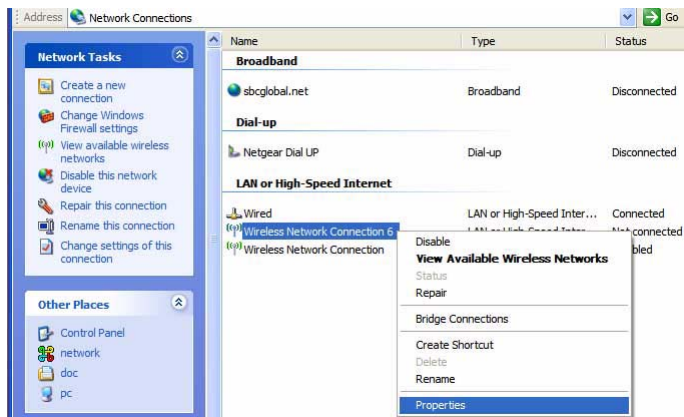 Address Network Connections Go
Network Tasks
Create a new
connection
Change Windows
Firewall settings
View available wireless
networks
Disable this network
device
Repair this connection
Rename this connection
Change settings of this
connection
Other Places
Control Panel
network
doc
pc
Name Type Status
Broadband
sbcglobal.net Broadband Disconnected
Dial-up
Netgear Dial UP Dial-up Disconnected
LAN or High-Speed Internet
Wired LAN or High-Speed Inter... Connected
Wireless Network Connection 6 connected
Wireless Network Connection
Disable
View Available Wireless Networks
Status
Repair
Bridge Connections
Create Shortcut
Delete
Rename
Properties